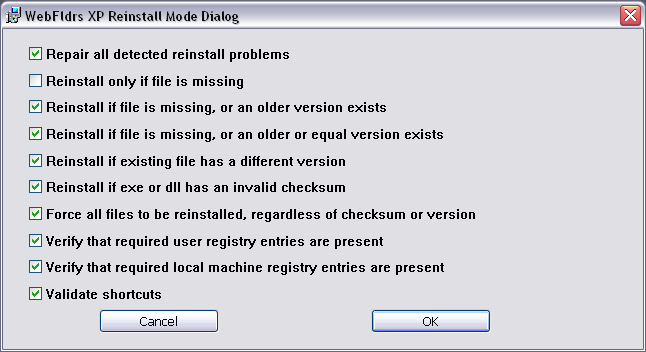 WebFldrs XP Reinstall Mode Dialog
Repair all detected reinstall problems
Reinstall only if file is missing
Reinstall if file is missing, or an older version exists
Reinstall if file is missing, or an older or equal version exists
Reinstall if existing file has a different version
Reinstall if exe or dll has an invalid checksum
Force all files to be reinstalled, regardless of checksum or version
Verify that required user registry entries are present
Verify that required local machine registry entries are present
Validate shortcuts
Cancel OK